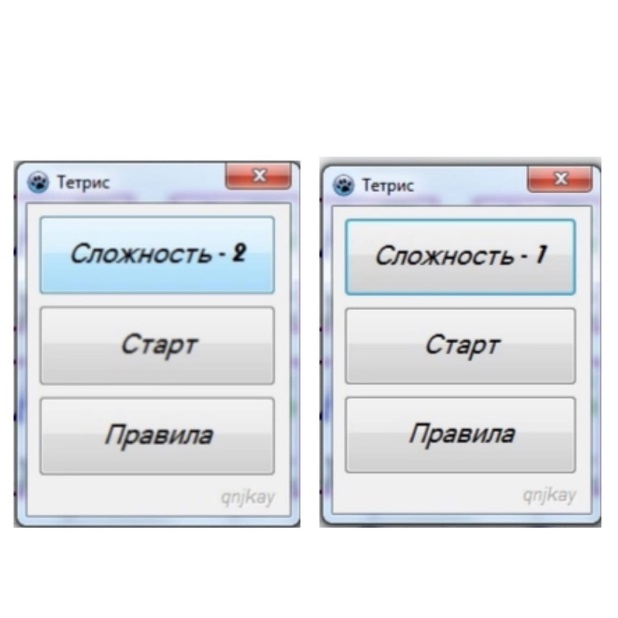 Тетрис
Сложность - 2
Старт
Правила
qnjkay
Тетрис
Сложность - 1
Старт
Правила
qnjkay